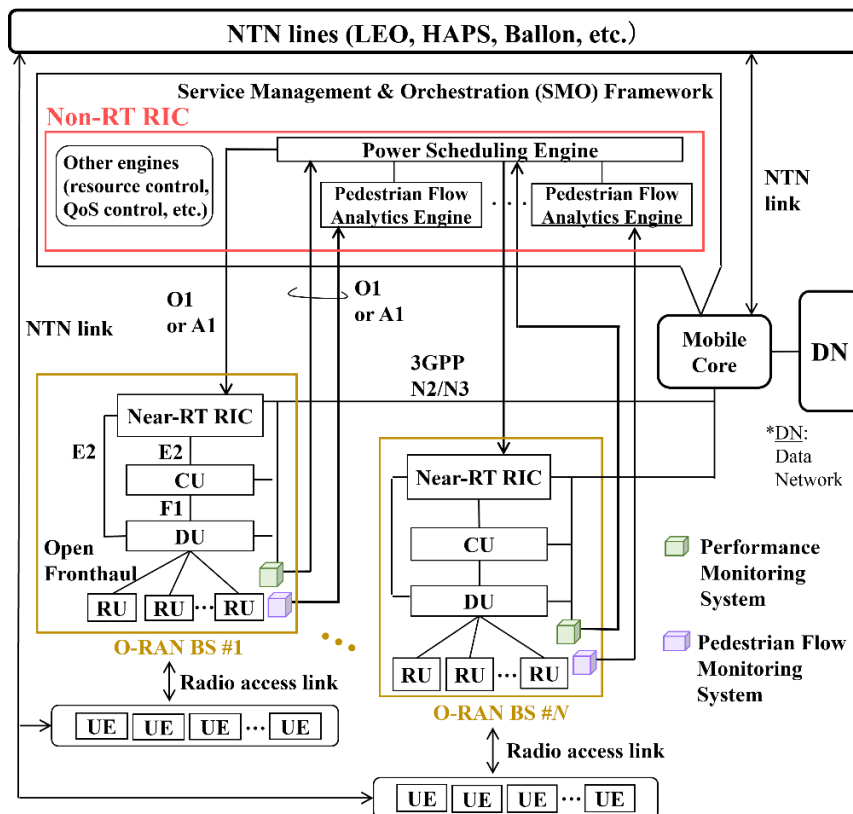 NTN lines (LEO, HAPS, Ballon, etc.)
Service Management & Orchestration (SMO) Framework
Non-RT RIC
Other engines
(resource control,
QoS control, etc.)
Power Scheduling Engine
Pedestrian Flow
Analytics Engine
....
Pedestrian Flow
Analytics Engine
NTN
link
NTN link
O1
or A1
O1
or A1
3GPP
N2/N3
Mobile
Core
DN
*DN:
Data
Network
Near-RT RIC
E2
E2
CU
F1
DU
Open
Fronthaul
RU
RU
...
RU
O-RAN BS #1
Near-RT RIC
CU
DU
RU
RU
...
RU
O-RAN BS #N
Performance
Monitoring
System
Pedestrian Flow
Monitoring
System
Radio access link
UE
UE
UE
...
UE
Radio access link
UE
UE
UE
...
UE